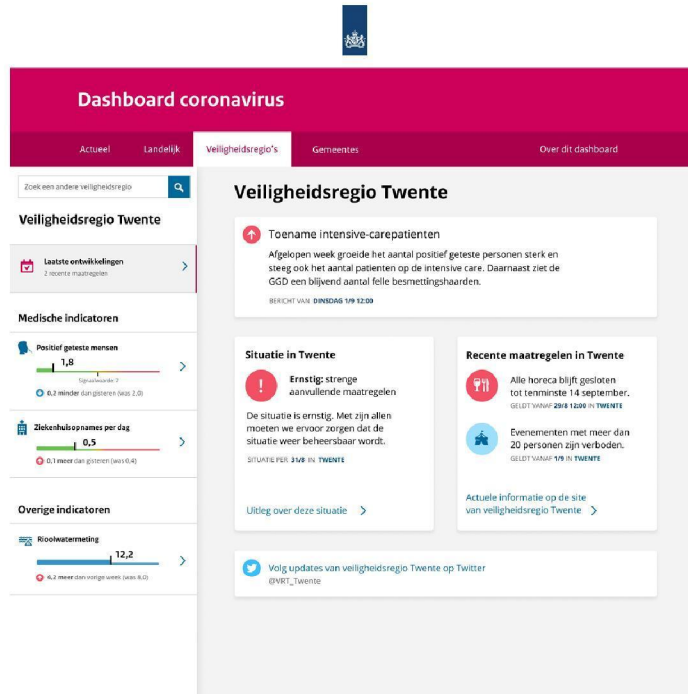 Dashboard coronavirus
Actueel
Landelijk
Veiligheidsregio's
Gemeentes
Over dit dashboard
Zoek een andere veiligheidsregio
Veiligheidsregio Twente
Laatste ontwikkelingen
2 recente maatregelen
Medische indicatoren
Positief geteste mensen
1,8
Signaalwaarde 7
0,2 minder dan gisteren (was 2,0)
Ziekenhuisopnames per dag
0,5
0,1 meer dan gisteren (was 0,4)
Overige indicatoren
Rioolwatermeting
12,2
4,2 meer dan vorige week (was 8,0)
Veiligheidsregio Twente
Toename intensive-carepatienten
Afgelopen week groeide het aantal positief geteste personen sterk en
steeg ook het aantal patienten op de intensive care. Daarnaast ziet de
GGD een blijvend aantal felle besmettingshaarden.
BERICHT VAN DINSDAG 1/9 12:00
Situatie in Twente
Ernstig: strenge
aanvullende maatregelen
De situatie is ernstig. Met zijn allen
moeten we ervoor zorgen dat de
situatie weer beheersbaar wordt.
SITUATIE PER 31/8 IN TWENTE
Uitleg over deze situatie
Recente maatregelen in Twente
Alle horeca blijft gesloten
tot tenminste 14 september.
GELDT VANAF 29/8 12:00 IN TWENTE
Evenementen met meer dan
20 personen zijn verboden.
GELDT VANAF 1/9 IN TWENTE
Actuele informatie op de site
van veiligheidsregio Twente
Volg updates van veiligheidsregio Twente op Twitter
@VRT_Twente